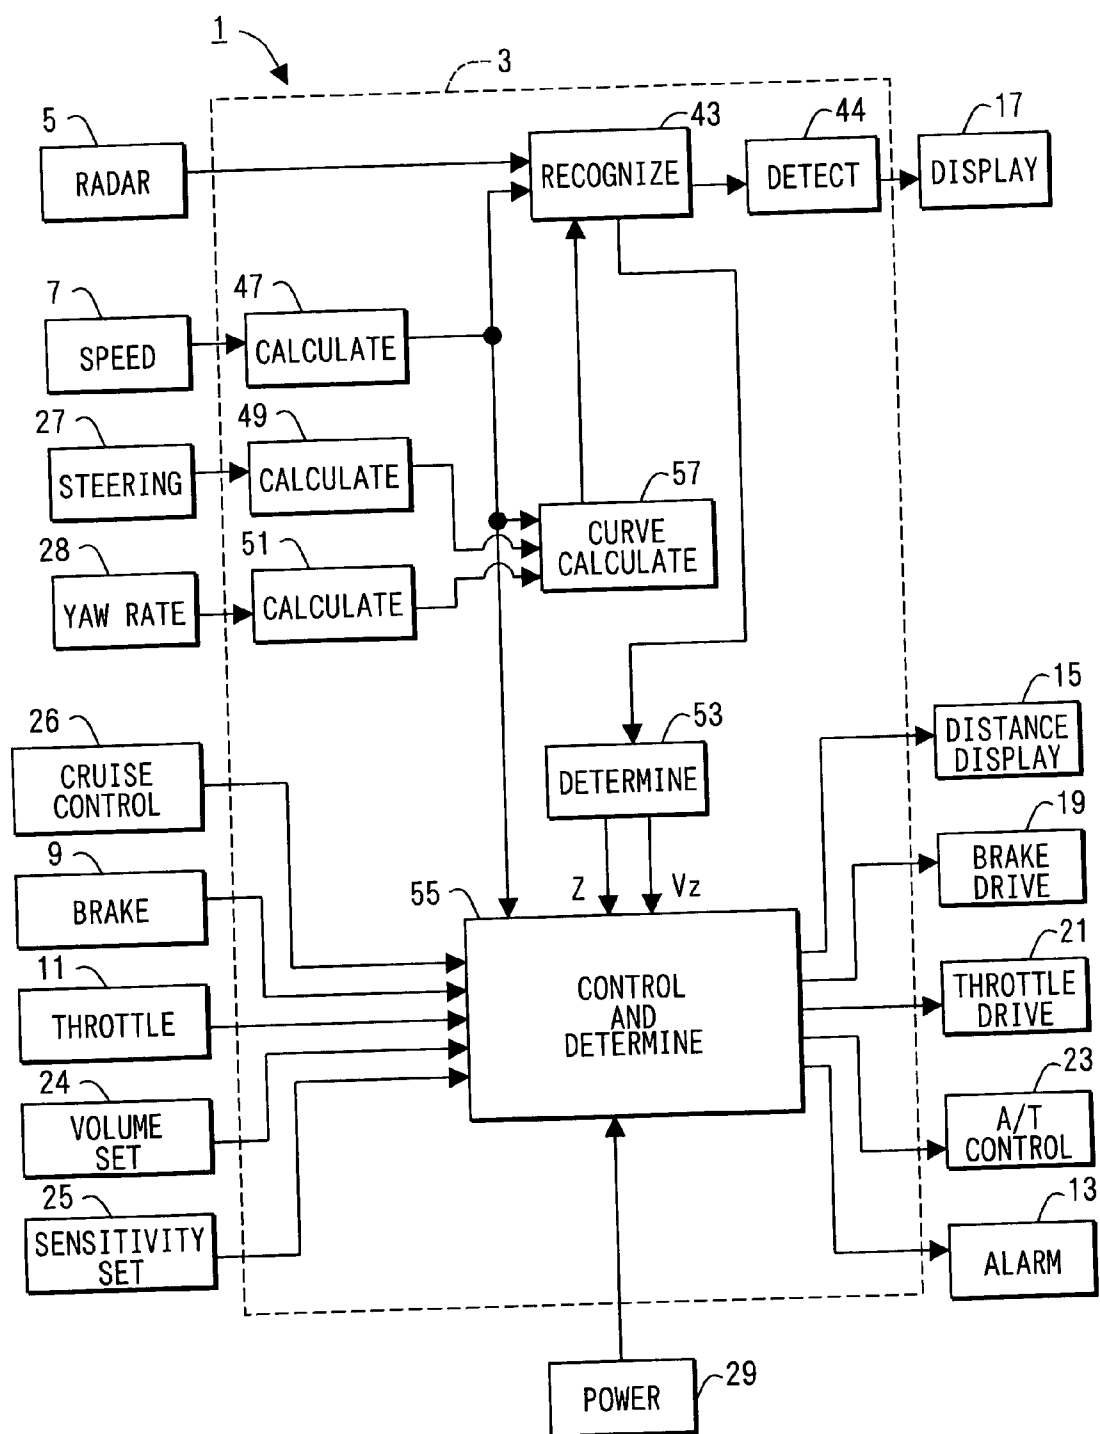 1
3
5
RADAR
43
RECOGNIZE
44
DETECT
17
DISPLAY
7
SPEED
47
CALCULATE
27
STEERING
49
CALCULATE
57
CURVE
CALCULATE
28
YAW RATE
51
CALCULATE
26
CRUISE
CONTROL
53
DETERMINE
15
DISTANCE
DISPLAY
9
BRAKE
55
Z
Vz
19
BRAKE
DRIVE
11
THROTTLE
CONTROL
AND
DETERMINE
21
THROTTLE
DRIVE
24
VOLUME
SET
23
A/T
CONTROL
25
SENSITIVITY
SET
13
ALARM
POWER
29